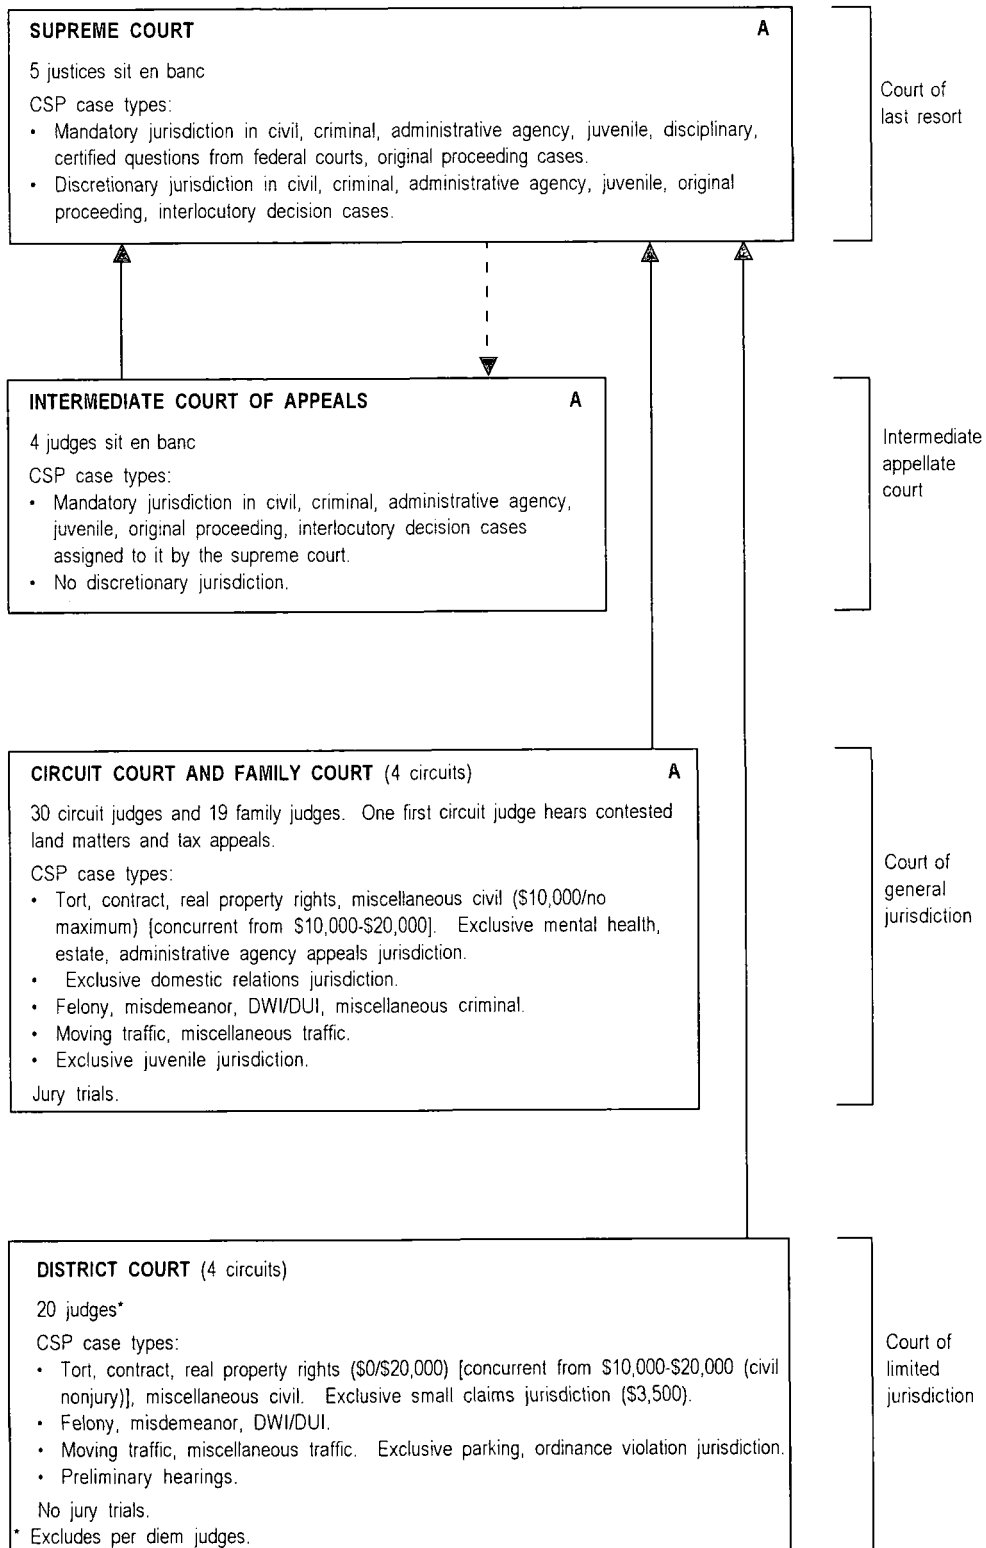 SUPREME COURT A
5 justices sit en banc
CSP case types:
• Mandatory jurisdiction in civil, criminal, administrative agency, juvenile, disciplinary,
certified questions from federal courts, original proceeding cases.
• Discretionary jurisdiction in civil, criminal, administrative agency, juvenile, original
proceeding, interlocutory decision cases.
Court of
last resort
INTERMEDIATE COURT OF APPEALS A
4 judges sit en banc
CSP case types:
• Mandatory jurisdiction in civil, criminal, administrative agency,
juvenile, original proceeding, interlocutory decision cases
assigned to it by the supreme court.
• No discretionary jurisdiction.
Intermediate
appellate
court
CIRCUIT COURT AND FAMILY COURT (4 circuits) A
30 circuit judges and 19 family judges. One first circuit judge hears contested
land matters and tax appeals.
CSP case types:
• Tort, contract, real property rights, miscellaneous civil ($10,000/no
maximum) [concurrent from $10,000-$20,000]. Exclusive mental health,
estate, administrative agency appeals jurisdiction.
• Exclusive domestic relations jurisdiction.
• Felony, misdemeanor, DWI/DUI, miscellaneous criminal.
• Moving traffic, miscellaneous traffic.
• Exclusive juvenile jurisdiction.
Jury trials.
Court of
general
jurisdiction
DISTRICT COURT (4 circuits)
20 judges*
CSP case types:
• Tort, contract, real property rights ($0/$20,000) [concurrent from $10,000-$20,000 (civil
nonjury)], miscellaneous civil. Exclusive small claims jurisdiction ($3,500).
• Felony, misdemeanor, DWI/DUI.
• Moving traffic, miscellaneous traffic. Exclusive parking, ordinance violation jurisdiction.
• Preliminary hearings.
No jury trials.
* Excludes per diem judges.
Court of
limited
jurisdiction